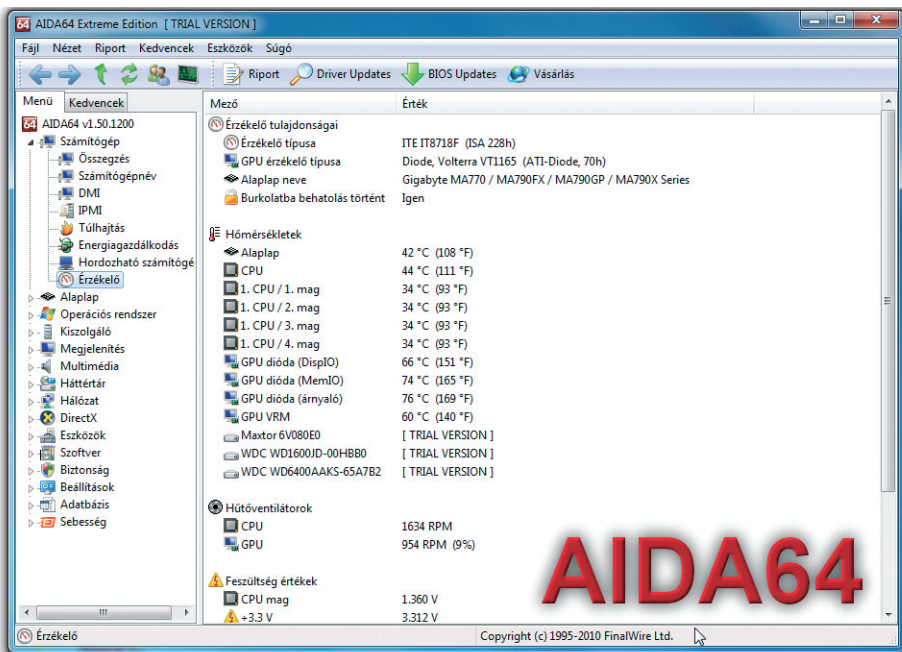 AIDA64 Extreme Edition [ TRIAL VERSION ]
Fájl Nézet Riport Kedvencek Eszközök Súgó
Riport Driver Updates BIOS Updates Vásárlás
Menü Kedvencek
64 AIDA64 v1.50.1200
Számítógép
Összegzés
Számítógépnév
DMI
IPMI
Túlhajtás
Energiagazdálkodás
Hordozható számítógé
Érzékelő
Alaplap
Operációs rendszer
Kiszolgáló
Megjelenítés
Multimédia
Háttértár
Hálózat
DirectX
Eszközök
Szoftver
Biztonság
Beállítások
Adatbázis
Sebesség
Mező Érték
Érzékelő tulajdonságai
Érzékelő típusa ITE IT8718F (ISA 228h)
GPU érzékelő típusa Diode, Volterra VT1165 (ATI-Diode, 70h)
Alaplap neve Gigabyte MA770 / MA790FX / MA790GP / MA790X Series
Burkolatba behatolás történt Igen
Hőmérsékletek
Alaplap 42 °C (108 °F)
CPU 44 °C (111 °F)
1. CPU / 1. mag 34 °C (93 °F)
1. CPU / 2. mag 34 °C (93 °F)
1. CPU / 3. mag 34 °C (93 °F)
1. CPU / 4. mag 34 °C (93 °F)
GPU dióda (DispIO) 66 °C (151 °F)
GPU dióda (MemIO) 74 °C (165 °F)
GPU dióda (árnyaló) 76 °C (169 °F)
GPU VRM 60 °C (140 °F)
Maxtor 6V080E0 [ TRIAL VERSION ]
WDC WD1600JD-00HBB0 [ TRIAL VERSION ]
WDC WD6400AAKS-65A7B2 [ TRIAL VERSION ]
Hűtőventilátorok
CPU 1634 RPM
GPU 954 RPM (9%)
Feszültség értékek
CPU mag 1.360 V
+3.3 V 3.312 V
AIDA64
Érzékelő Copyright (c) 1995-2010 FinalWire Ltd.